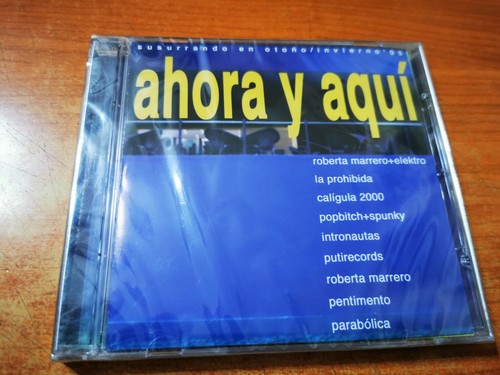 susurrando en otoño/invierno'05
ahora y aquí
roberta marrero+elektro
la prohibida
calígula 2000
popbitch+spunky
intronautas
putirecords
roberta marrero
pentimento
parabólica